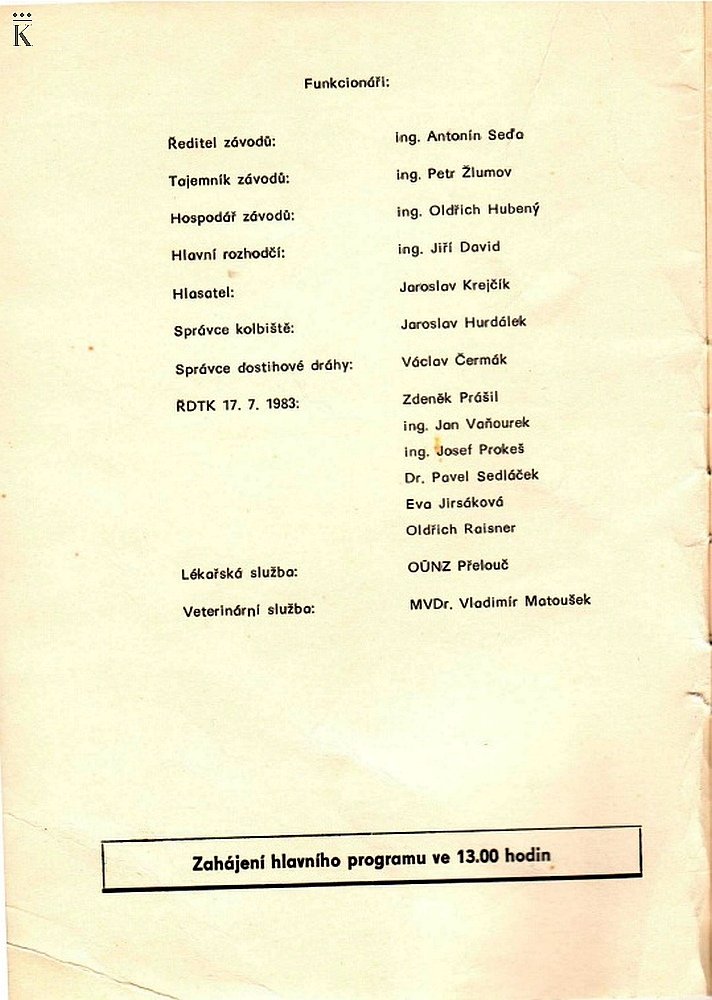 K
Funkcionáři:
Ředitel závodů: ing. Antonín Seďa
Tajemník závodů: ing. Petr Žlumov
Hospodář závodů: ing. Oldřich Hubený
Hlavní rozhodčí: ing. Jiří David
Hlasatel: Jaroslav Krejčík
Správce kolbiště: Jaroslav Hurdálek
Správce dostihové dráhy: Václav Čermák
ŘDTK 17. 7. 1983: Zdeněk Prášil
ing. Jan Vaňourek
ing. Josef Prokeš
Dr. Pavel Sedláček
Eva Jirsáková
Oldřich Raisner
Lékařská služba: OÚNZ Přelouč
Veterinární služba: MVDr. Vladimír Matoušek
Zahájení hlavního programu ve 13.00 hodin